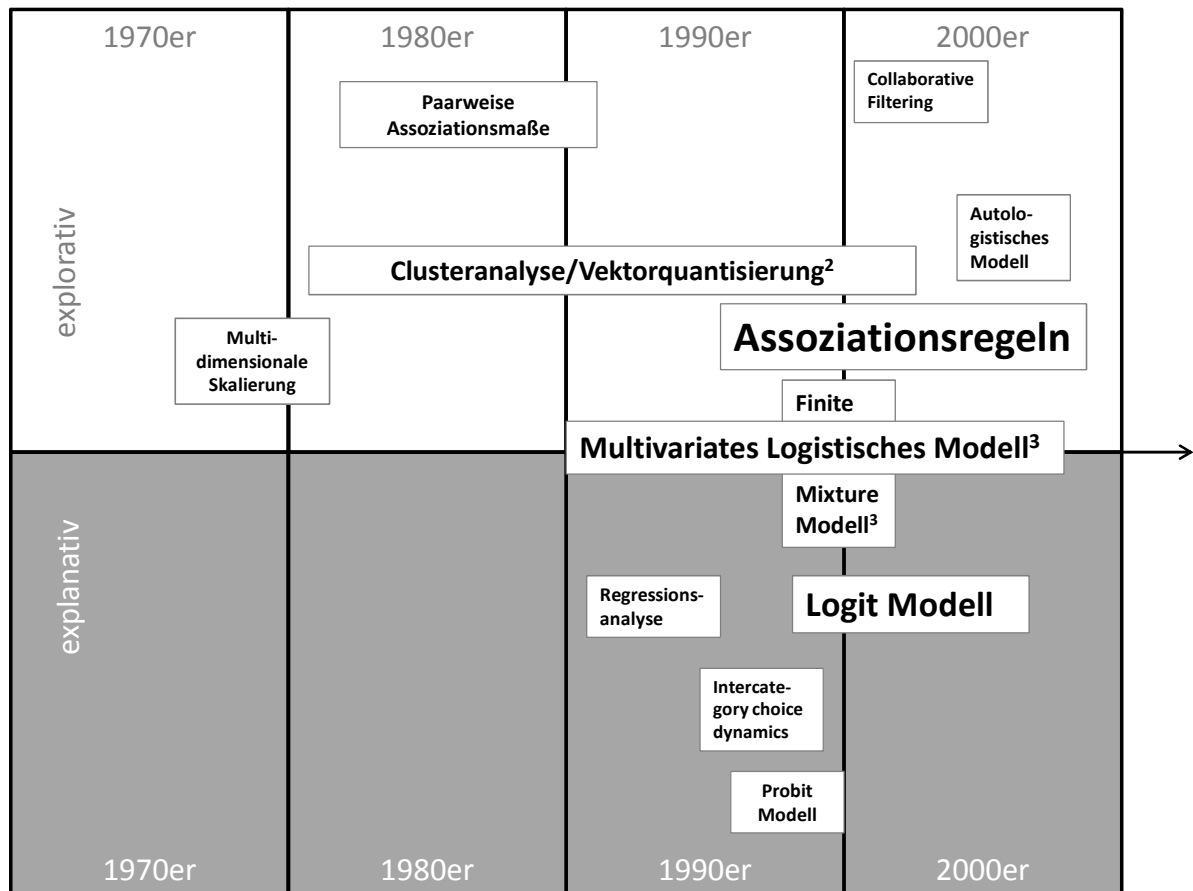 1970er
1980er
1990er
2000er
Paarweise
Assoziationsmaße
Collaborative
Filtering
explorativ
Autolo-
gistisches
Modell
Clusteranalyse/Vektorquantisierung²
Multi-
dimensionale
Skalierung
Assoziationsregeln
Finite
Multivariates Logistisches Modell³
Mixture
Modell³
explanativ
Regressions-
analyse
Logit Modell
Intercate-
gory choice
dynamics
Probit
Modell
1970er
1980er
1990er
2000er